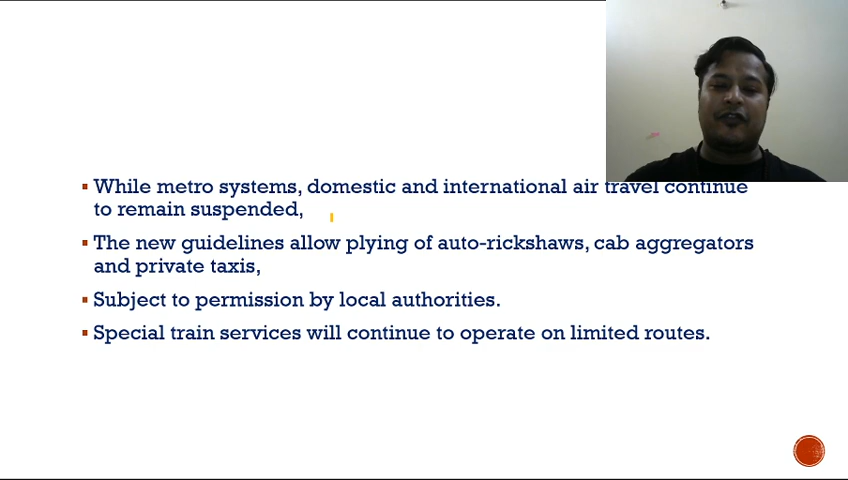 While metro systems, domestic and international air travel continue
to remain suspended,
The new guidelines allow plying of auto-rickshaws, cab aggregators
and private taxis,
Subject to permission by local authorities.
Special train services will continue to operate on limited routes.